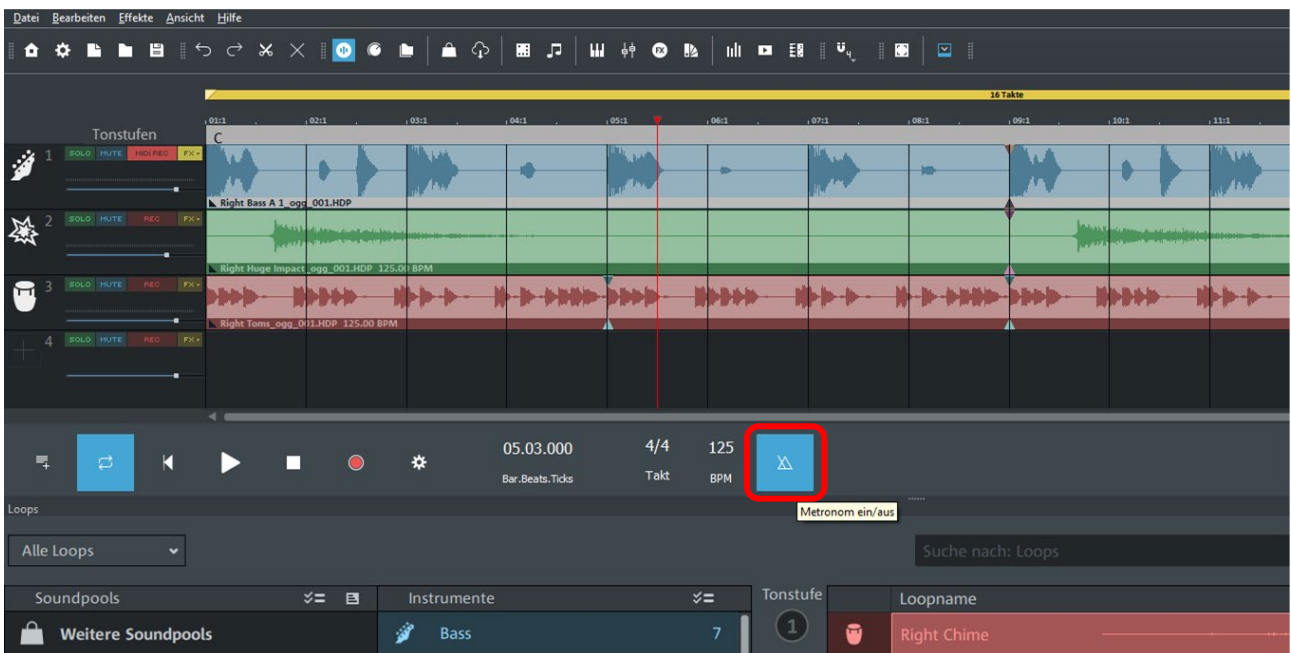 Datei Bearbeiten Effekte Ansicht Hilfe
16 Takte
01:1 02:1 03:1 04:1 05:1 06:1 07:1 08:1 09:1 10:1 11:1
Tonstufen
C
1 SOLO MUTE MIDI REC FX
Right Bass A 1_ogg_001.HDP
2 SOLO MUTE REC FX
Right Huge Impact_ogg_001.HDP 125.00 BPM
3 SOLO MUTE REC FX
Right Toms_ogg_001.HDP 125.00 BPM
4 SOLO MUTE REC FX
05.03.000 4/4 125
Bar.Beats.Ticks Takt BPM
Metronom ein/aus
Loops
Alle Loops
Suche nach: Loops
Soundpools Instrumente Tonstufe Loopname
Weitere Soundpools Bass 7 1 Right Chime